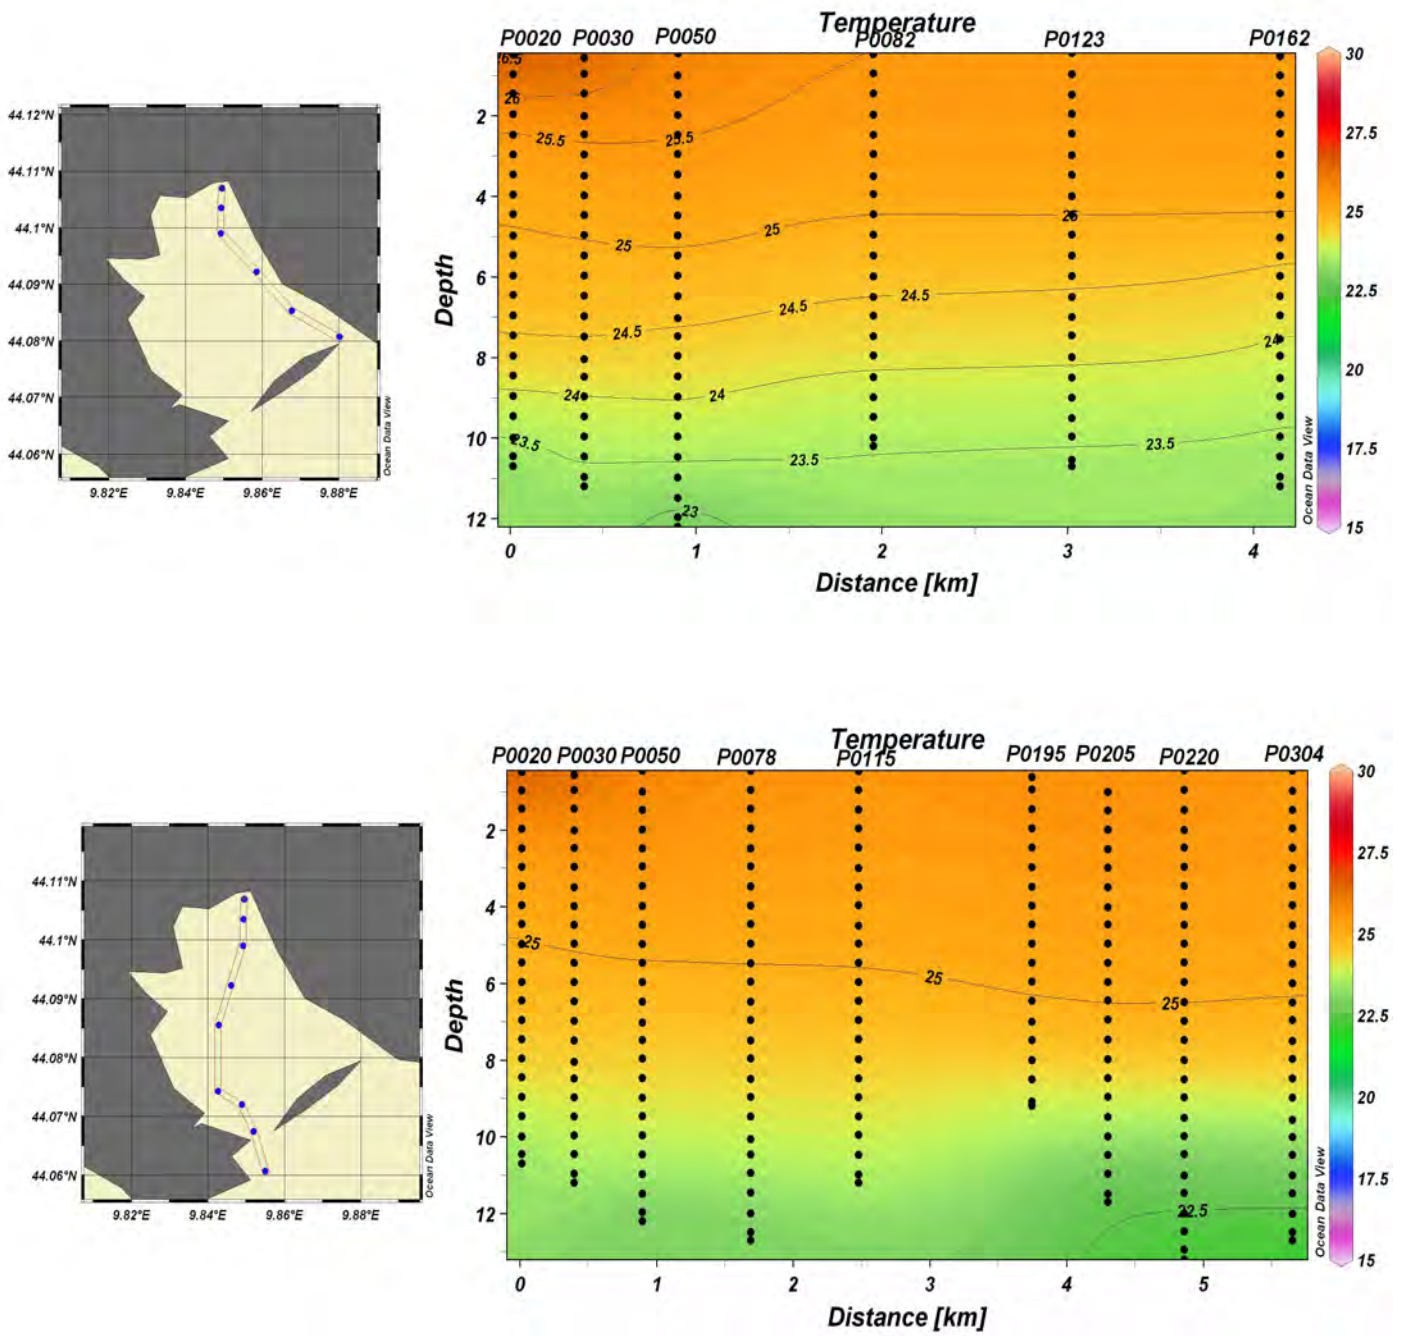 Temperature
P0020 P0030 P0050 P0082 P0123 P0162
44.12°N
44.11°N
44.1°N
44.09°N
44.08°N
44.07°N
44.06°N
9.82°E 9.84°E 9.86°E 9.88°E
Ocean Data View
Depth
2
4
6
8
10
12
26
25.5 25.5
25 25 25
24.5 24.5 24.5
24 24 24
23.5 23.5 23.5
23
0 1 2 3 4
Distance [km]
30
27.5
25
22.5
20
17.5
15
Ocean Data View
Temperature
P0020 P0030 P0050 P0078 P0115 P0195 P0205 P0220 P0304
44.11°N
44.1°N
44.09°N
44.08°N
44.07°N
44.06°N
9.82°E 9.84°E 9.86°E 9.88°E
Ocean Data View
Depth
2
4
6
8
10
12
25 25 25
22.5
0 1 2 3 4 5
Distance [km]
30
27.5
25
22.5
20
17.5
15
Ocean Data View